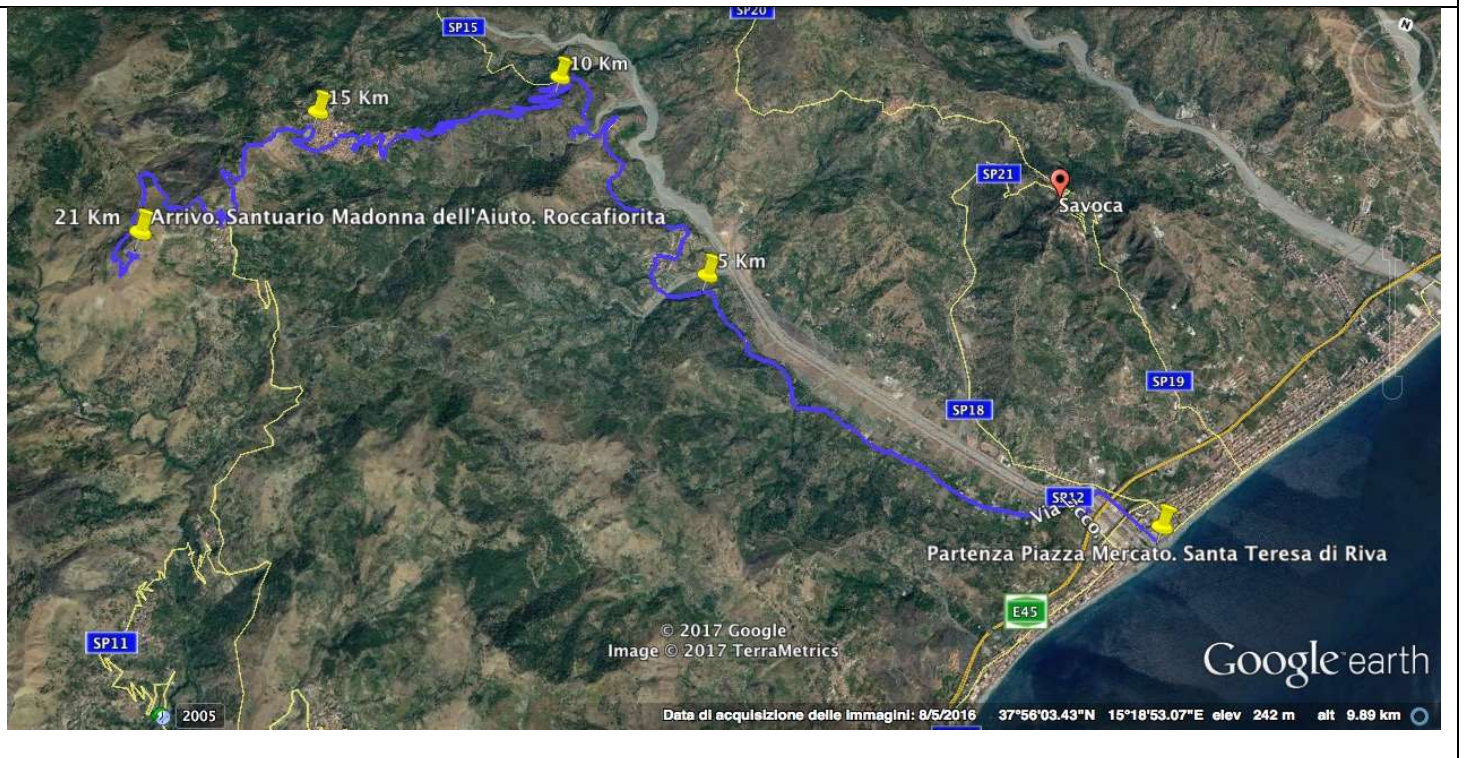 SP20
SP15
N
10 Km
15 Km
SP21
Savoca
21 Km
Arrivo. Santuario Madonna dell'Aiuto. Roccafiorita
5 Km
SP19
SP18
SP12
Partenza Piazza Mercato. Santa Teresa di Riva
E45
© 2017 Google
Image © 2017 TerraMetrics
SP11
Google earth
2005
Data di acquisizione delle immagini: 8/5/2016 37°56'03.43"N 15°18'53.07"E elev 242 m alt 9.89 km